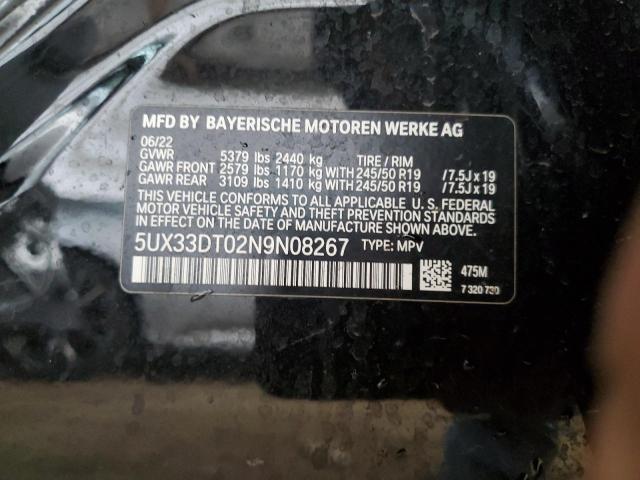 MFD BY BAYERISCHE MOTOREN WERKE AG
06/22
GVWR 5379 lbs 2440 kg TIRE / RIM
GAWR FRONT 2579 lbs 1170 kg WITH 245/50 R19 /7.5J x 19
GAWR REAR 3109 lbs 1410 kg WITH 245/50 R19 /7.5J x 19
THIS VEHICLE CONFORMS TO ALL APPLICABLE U. S. FEDERAL
MOTOR VEHICLE SAFETY, BUMPER, AND THEFT PREVENTION
STANDARDS IN EFFECT ON THE DATE OF MANUFACTURE
SHOWN ABOVE.
5UX33DT02N9N08267 TYPE: MPV
475M
7 320 730